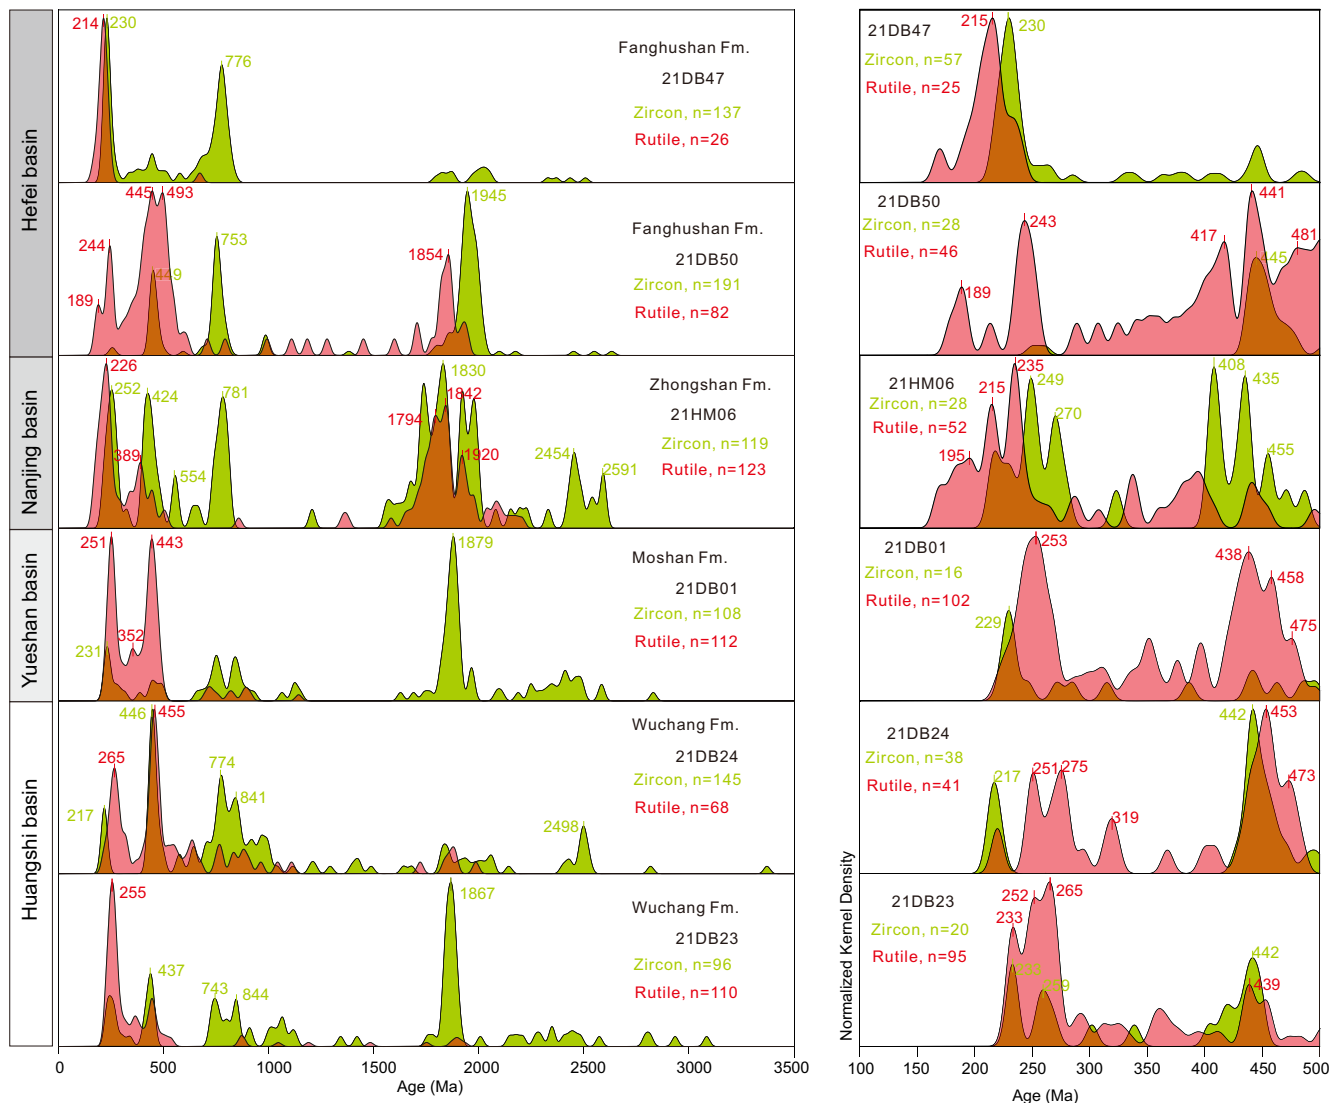 Hefei basin
Nanjing basin
Yueshan basin
Huangshi basin
214
230
776
Fanghushan Fm.
21DB47
Zircon, n=137
Rutile, n=26
445
493
244
189
449
753
1854
1945
Fanghushan Fm.
21DB50
Zircon, n=191
Rutile, n=82
226
252
424
389
554
781
1794
1830
1842
1920
2454
2591
Zhongshan Fm.
21HM06
Zircon, n=119
Rutile, n=123
251
443
352
231
1879
Moshan Fm.
21DB01
Zircon, n=108
Rutile, n=112
446
455
265
217
774
841
2498
Wuchang Fm.
21DB24
Zircon, n=145
Rutile, n=68
255
437
743
844
1867
Wuchang Fm.
21DB23
Zircon, n=96
Rutile, n=110
0
500
1000
1500
2000
2500
3000
3500
Age (Ma)
21DB47
Zircon, n=57
Rutile, n=25
215
230
21DB50
Zircon, n=28
Rutile, n=46
189
243
417
441
445
481
21HM06
Zircon, n=28
Rutile, n=52
195
215
235
249
270
408
435
455
21DB01
Zircon, n=16
Rutile, n=102
229
253
438
458
475
21DB24
Zircon, n=38
Rutile, n=41
217
251
275
319
442
453
473
21DB23
Zircon, n=20
Rutile, n=95
233
252
265
233
259
442
439
Normalized Kernel Density
100
150
200
250
300
350
400
450
500
Age (Ma)